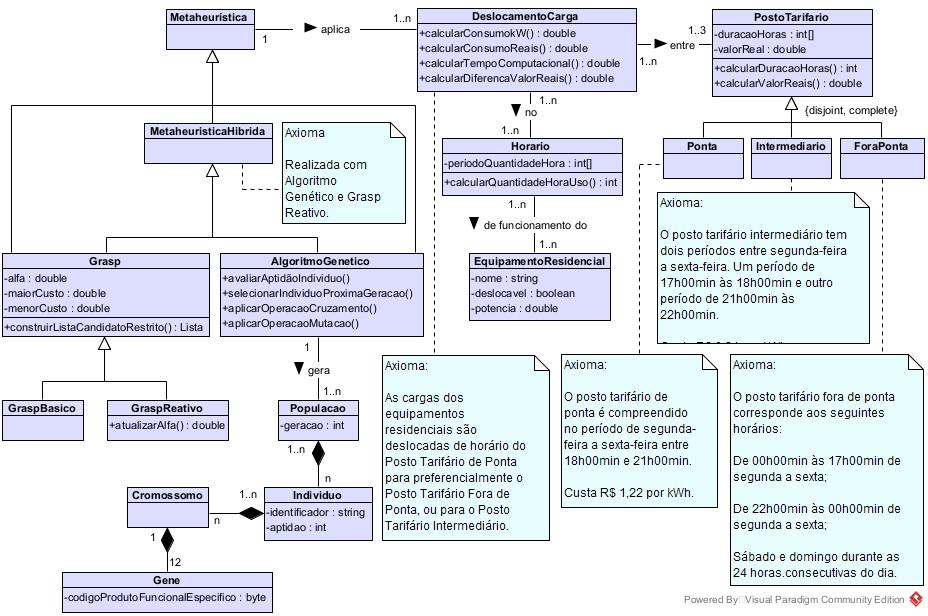 Metaheurística
1
aplica
1..n
DeslocamentoCarga
+calcularConsumokW() : double
+calcularConsumoReais() : double
+calcularTempoComputacional() : double
+calcularDiferencaValorReais() : double
1..n
entre
1..3
PostoTarifario
-duracaoHoras : int[]
-valorReal : double
+calcularDuracaoHoras() : int
+calcularValorReais() : double
{disjoint, complete}
1..n
no
1..n
MetaheuristicaHibrida
Axioma
Realizada com
Algoritmo
Genético e Grasp
Reativo.
Horario
-periodoQuantidadeHora : int[]
+calcularQuantidadeHoraUso() : int
1..n
de funcionamento do
1..n
Ponta
Intermediario
ForaPonta
Axioma:
O posto tarifário intermediário tem
dois períodos entre segunda-feira
a sexta-feira. Um período de
17h00min às 18h00min e outro
período de 21h00min às
22h00min.
Grasp
-alfa : double
-maiorCusto : double
-menorCusto : double
+construirListaCandidatoRestrito() : Lista
AlgoritmoGenetico
+avaliarAptidãoIndividuo()
+selecionarIndividuoProximaGeracao()
+aplicarOperacaoCruzamento()
+aplicarOperacaoMutacao()
EquipamentoResidencial
-nome : string
-deslocavel : boolean
-potencia : double
1
gera
1..n
GraspBasico
GraspReativo
+atualizarAlfa() : double
Populacao
-geracao : int
1..n
n
Axioma:
As cargas dos
equipamentos
residenciais são
deslocadas de horário do
Posto Tarifário de Ponta
para preferencialmente o
Posto Tarifário Fora de
Ponta, ou para o Posto
Tarifário Intermediário.
Axioma:
O posto tarifário de
ponta é compreendido
no período de segunda-
feira a sexta-feira entre
18h00min e 21h00min.
Custa R$ 1,22 por kWh.
Axioma:
O posto tarifário fora de ponta
corresponde aos seguintes
horários:
De 00h00min às 17h00min de
segunda a sexta;
De 22h00min às 00h00min de
segunda a sexta;
Sábado e domingo durante as
24 horas.consecutivas do dia.
Cromossomo
n
1..n
Individuo
-identificador : string
-aptidao : int
1
12
Gene
-codigoProdutoFuncionalEspecifico : byte
Powered By Visual Paradigm Community Edition